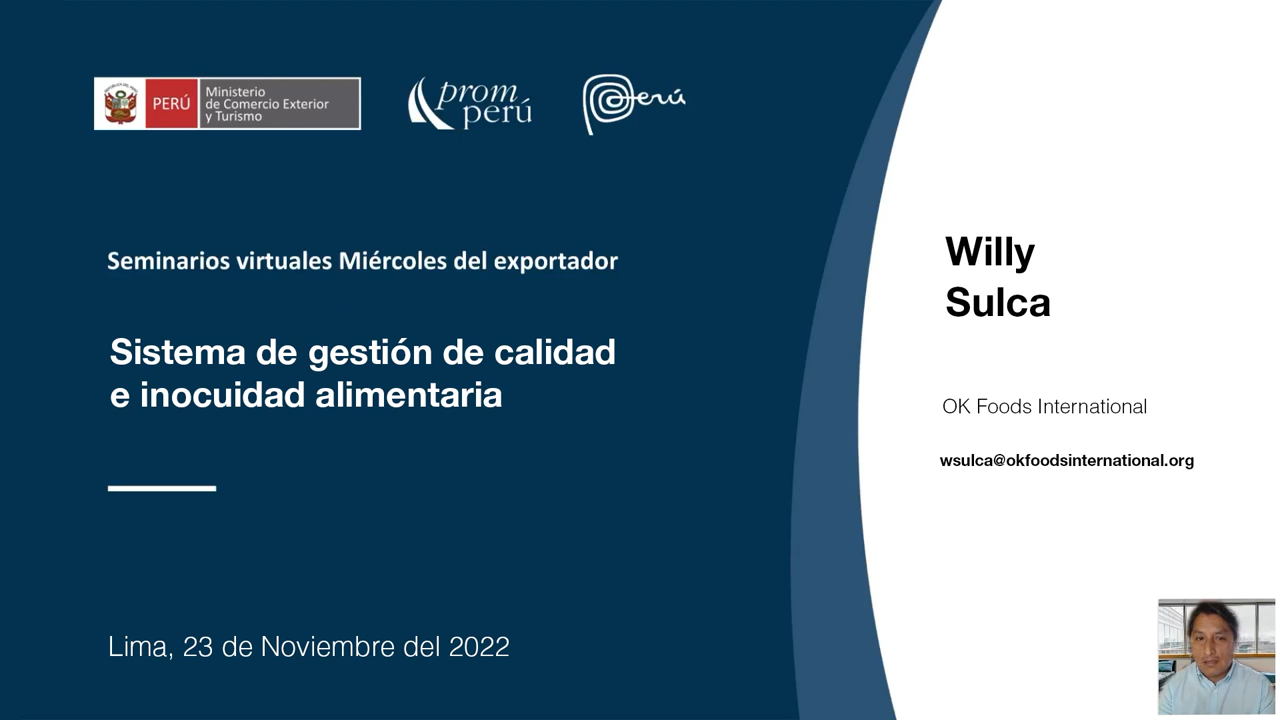 PERÚ
Ministerio
de Comercio Exterior
y Turismo
prom
perú
Perú
Seminarios virtuales Miércoles del exportador
Sistema de gestión de calidad
e inocuidad alimentaria
Lima, 23 de Noviembre del 2022
Willy
Sulca
OK Foods International
wsulca@okfoodsinternational.org